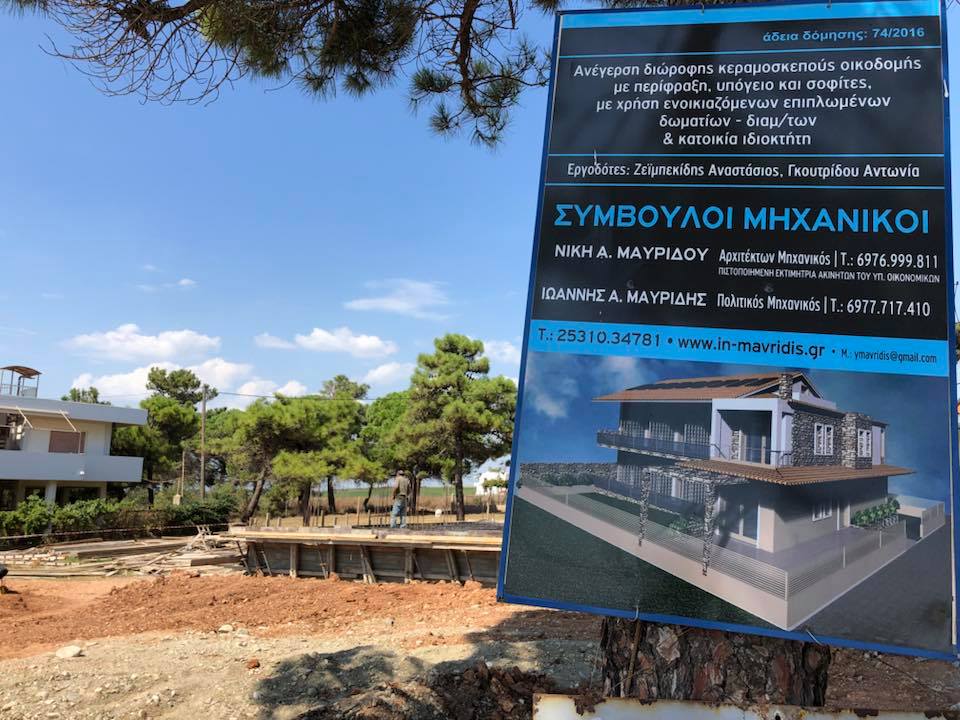 άδεια δόμησης: 74/2016
Ανέγερση διώροφης κεραμοσκεπούς οικοδομής
με περίφραξη, υπόγειο και σοφίτες,
με χρήση ενοικιαζόμενων επιπλωμένων
δωματίων - διαμ/των
& κατοικία ιδιοκτήτη
Εργοδότες: Ζεϊμπεκίδης Αναστάσιος, Γκουτρίδου Αντωνία
ΣΥΜΒΟΥΛΟΙ ΜΗΧΑΝΙΚΟΙ
ΝΙΚΗ Α. ΜΑΥΡΙΔΟΥ Αρχιτέκτων Μηχανικός | Τ.: 6976.999.811
ΠΙΣΤΟΠΟΙΗΜΕΝΗ ΕΚΤΙΜΗΤΡΙΑ ΑΚΙΝΗΤΩΝ ΤΟΥ ΥΠ. ΟΙΚΟΝΟΜΙΚΩΝ
ΙΩΑΝΝΗΣ Α. ΜΑΥΡΙΔΗΣ Πολιτικός Μηχανικός | Τ.: 6977.717.410
Τ.: 25310.34781 • www.in-mavridis.gr • M.: ymavridis@gmail.com